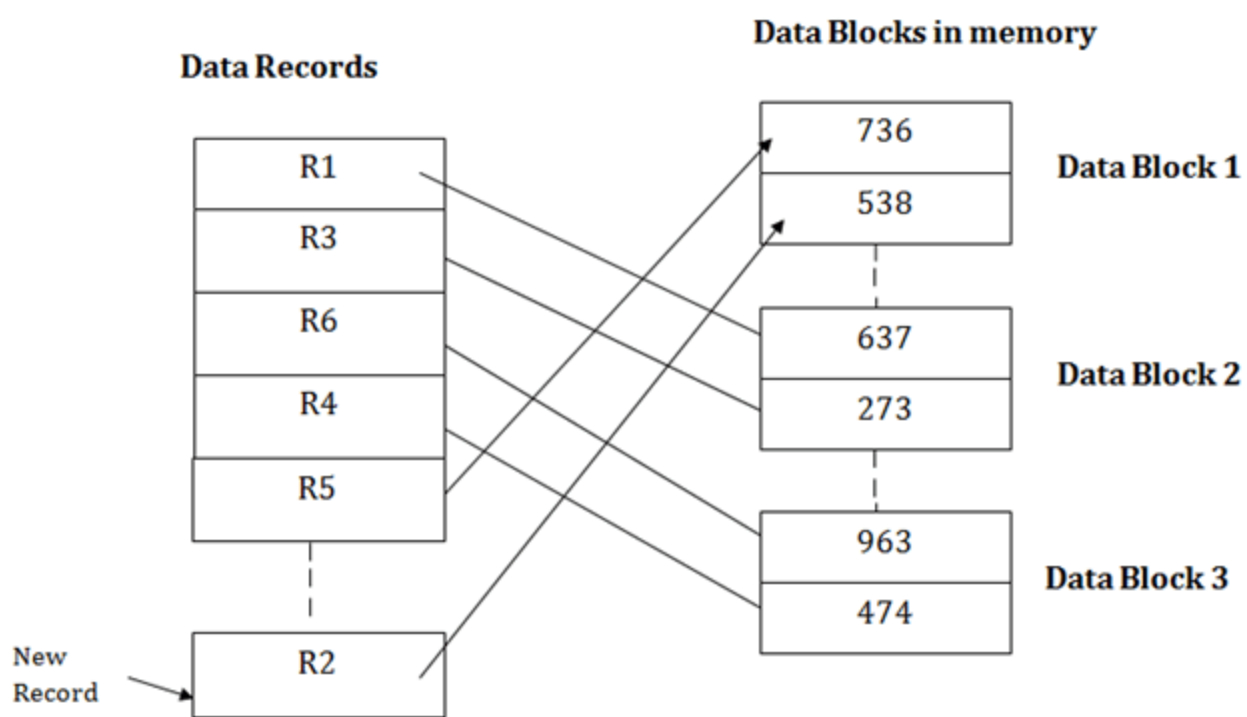 Data Records
R1
R3
R6
R4
R5
R2
New
Record
Data Blocks in memory
736
538
Data Block 1
637
273
Data Block 2
963
474
Data Block 3